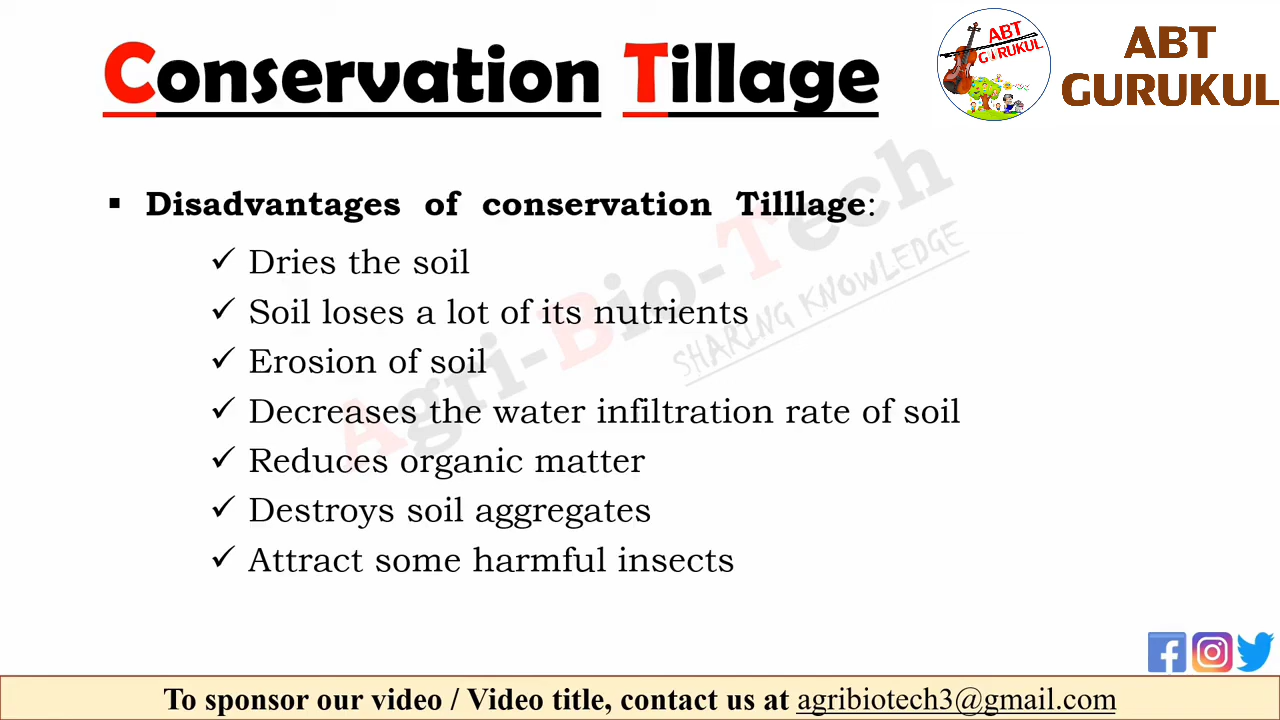 Conservation Tillage
ABT
GURUKUL
ABT
GURUKUL
Disadvantages of conservation Tilllage:
Dries the soil
Soil loses a lot of its nutrients
Erosion of soil
Decreases the water infiltration rate of soil
Reduces organic matter
Destroys soil aggregates
Attract some harmful insects
Agri-Bio-Tech
SHARING KNOWLEDGE
To sponsor our video / Video title, contact us at agribiotech3@gmail.com